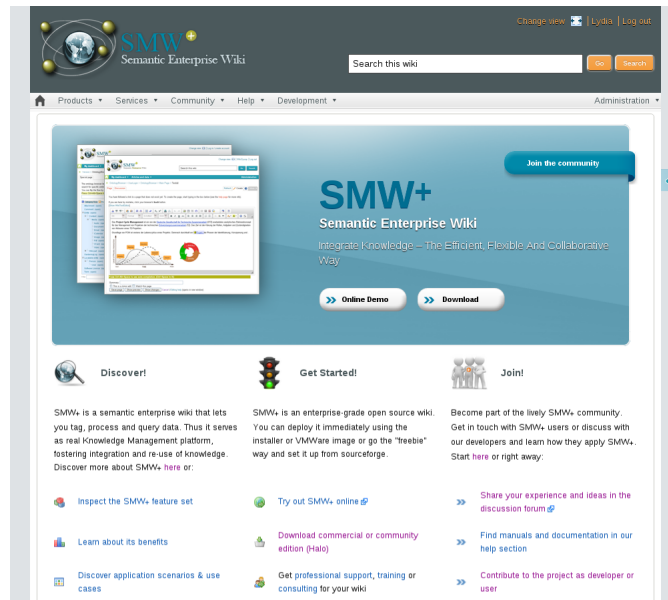 Change view | Lydia | Log out
SMW+
Semantic Enterprise Wiki
Search this wiki
Go
Search
Products
Services
Community
Help
Development
Administration
Join the community
SMW+
Semantic Enterprise Wiki
Integrate Knowledge – The Efficient, Flexible And Collaborative
Way
Online Demo
Download
Discover!
SMW+ is a semantic enterprise wiki that lets
you tag, process and query data. Thus it serves
as real Knowledge Management platform,
fostering integration and re-use of knowledge.
Discover more about SMW+ here or:
Inspect the SMW+ feature set
Learn about its benefits
Discover application scenarios & use
cases
Get Started!
SMW+ is an enterprise-grade open source wiki.
You can deploy it immediately using the
installer or VMWare image or go the "freebie"
way and set it up from sourceforge.
Try out SMW+ online
Download commercial or community
edition (Halo)
Get professional support, training or
consulting for your wiki
Join!
Become part of the lively SMW+ community.
Get in touch with SMW+ users or discuss with
our developers and learn how they apply SMW+.
Start here or right away:
Share your experience and ideas in the
discussion forum
Find manuals and documentation in our
help section
Contribute to the project as developer or
user